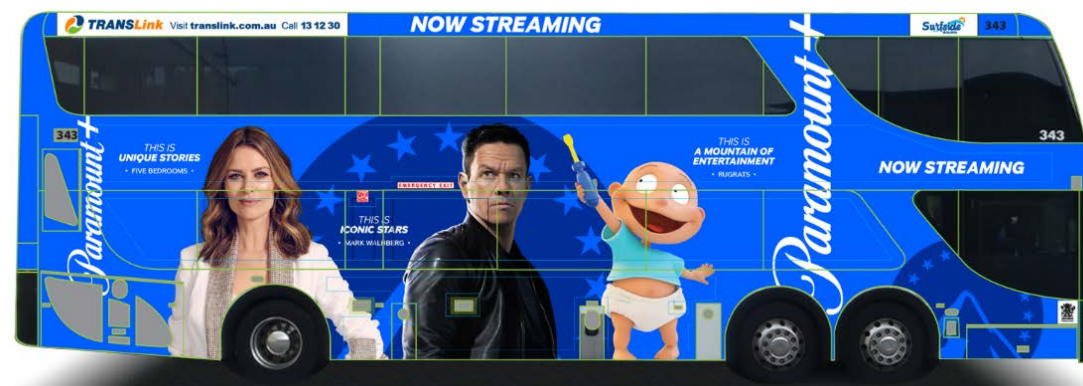 TRANSLink Visit translink.com.au Call 13 12 30
NOW STREAMING
Surfside
343
343
Paramount+
THIS IS
UNIQUE STORIES
• FIVE BEDROOMS •
EMERGENCY EXIT
THIS IS
ICONIC STARS
• MARK WALHBERG •
THIS IS
A MOUNTAIN OF
ENTERTAINMENT
• RUGRATS •
Paramount+
343
NOW STREAMING